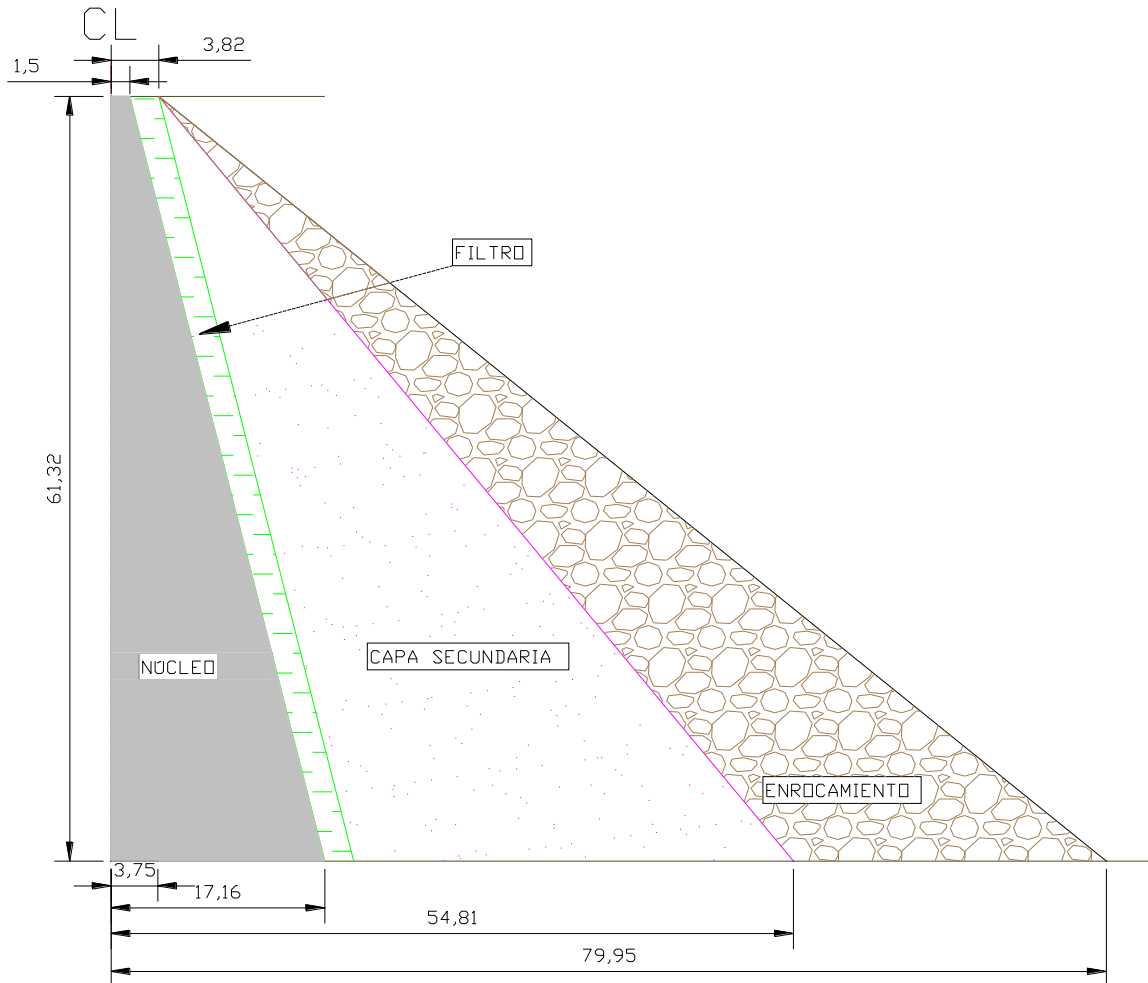 CL
3,82
1,5
FILTRO
61,32
CAPA SECUNDARIA
NÚCLEO
ENROCAMIENTO
3,75
17,16
54,81
79,95